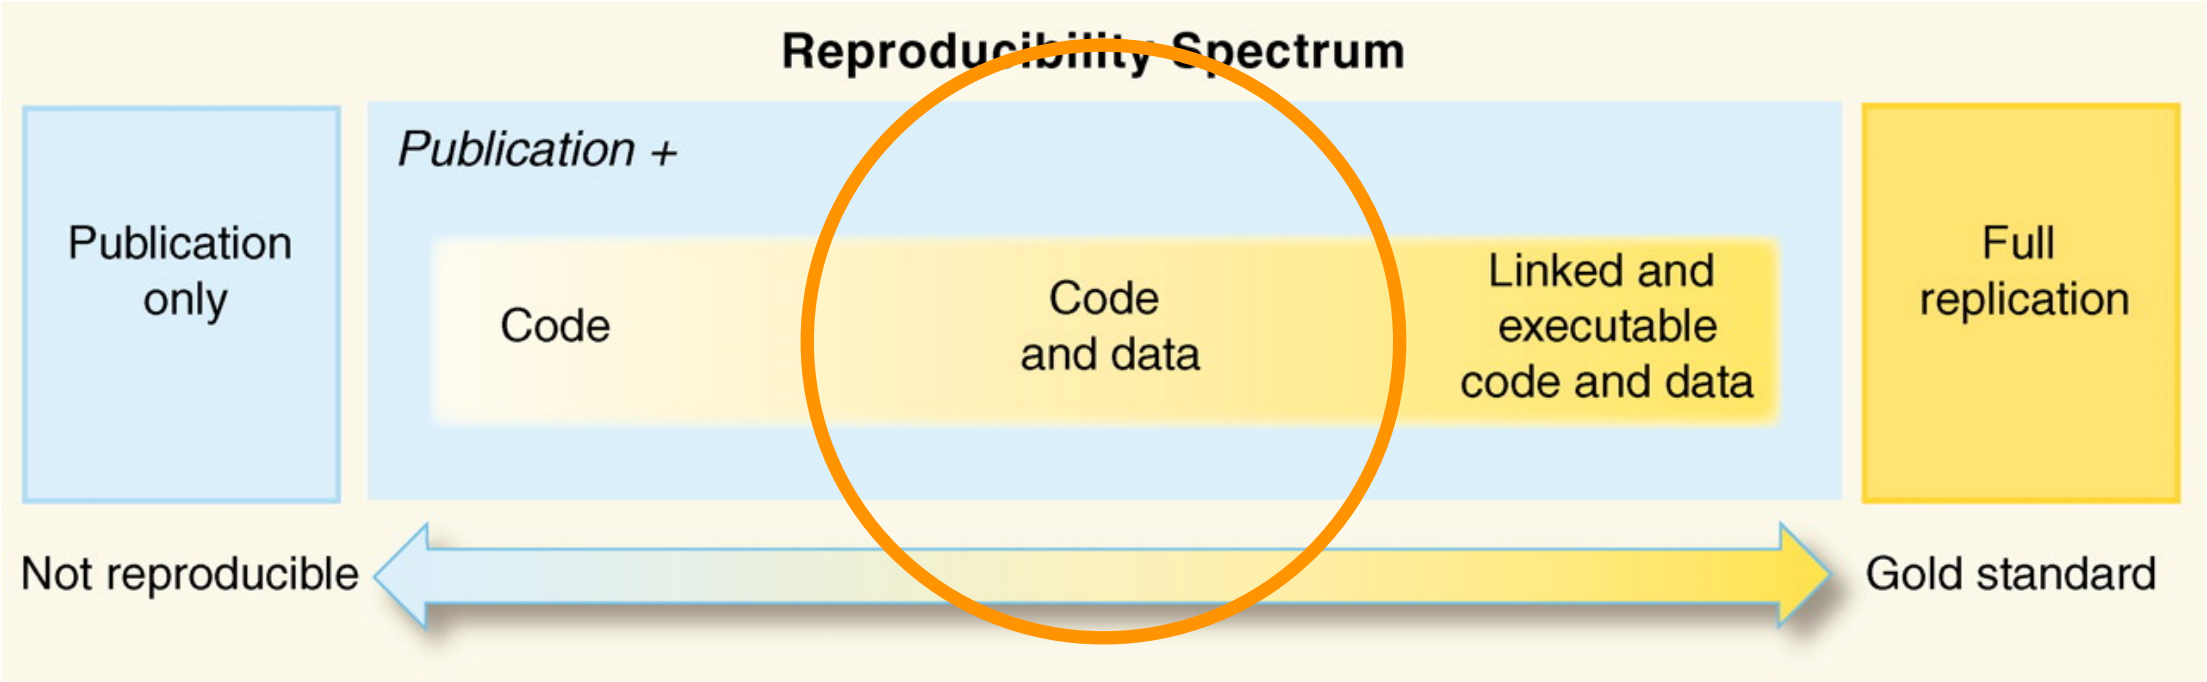 Reproducibility Spectrum
Publication
only
Publication +
Code
Code
and data
Linked and
executable
code and data
Full
replication
Not reproducible
Gold standard